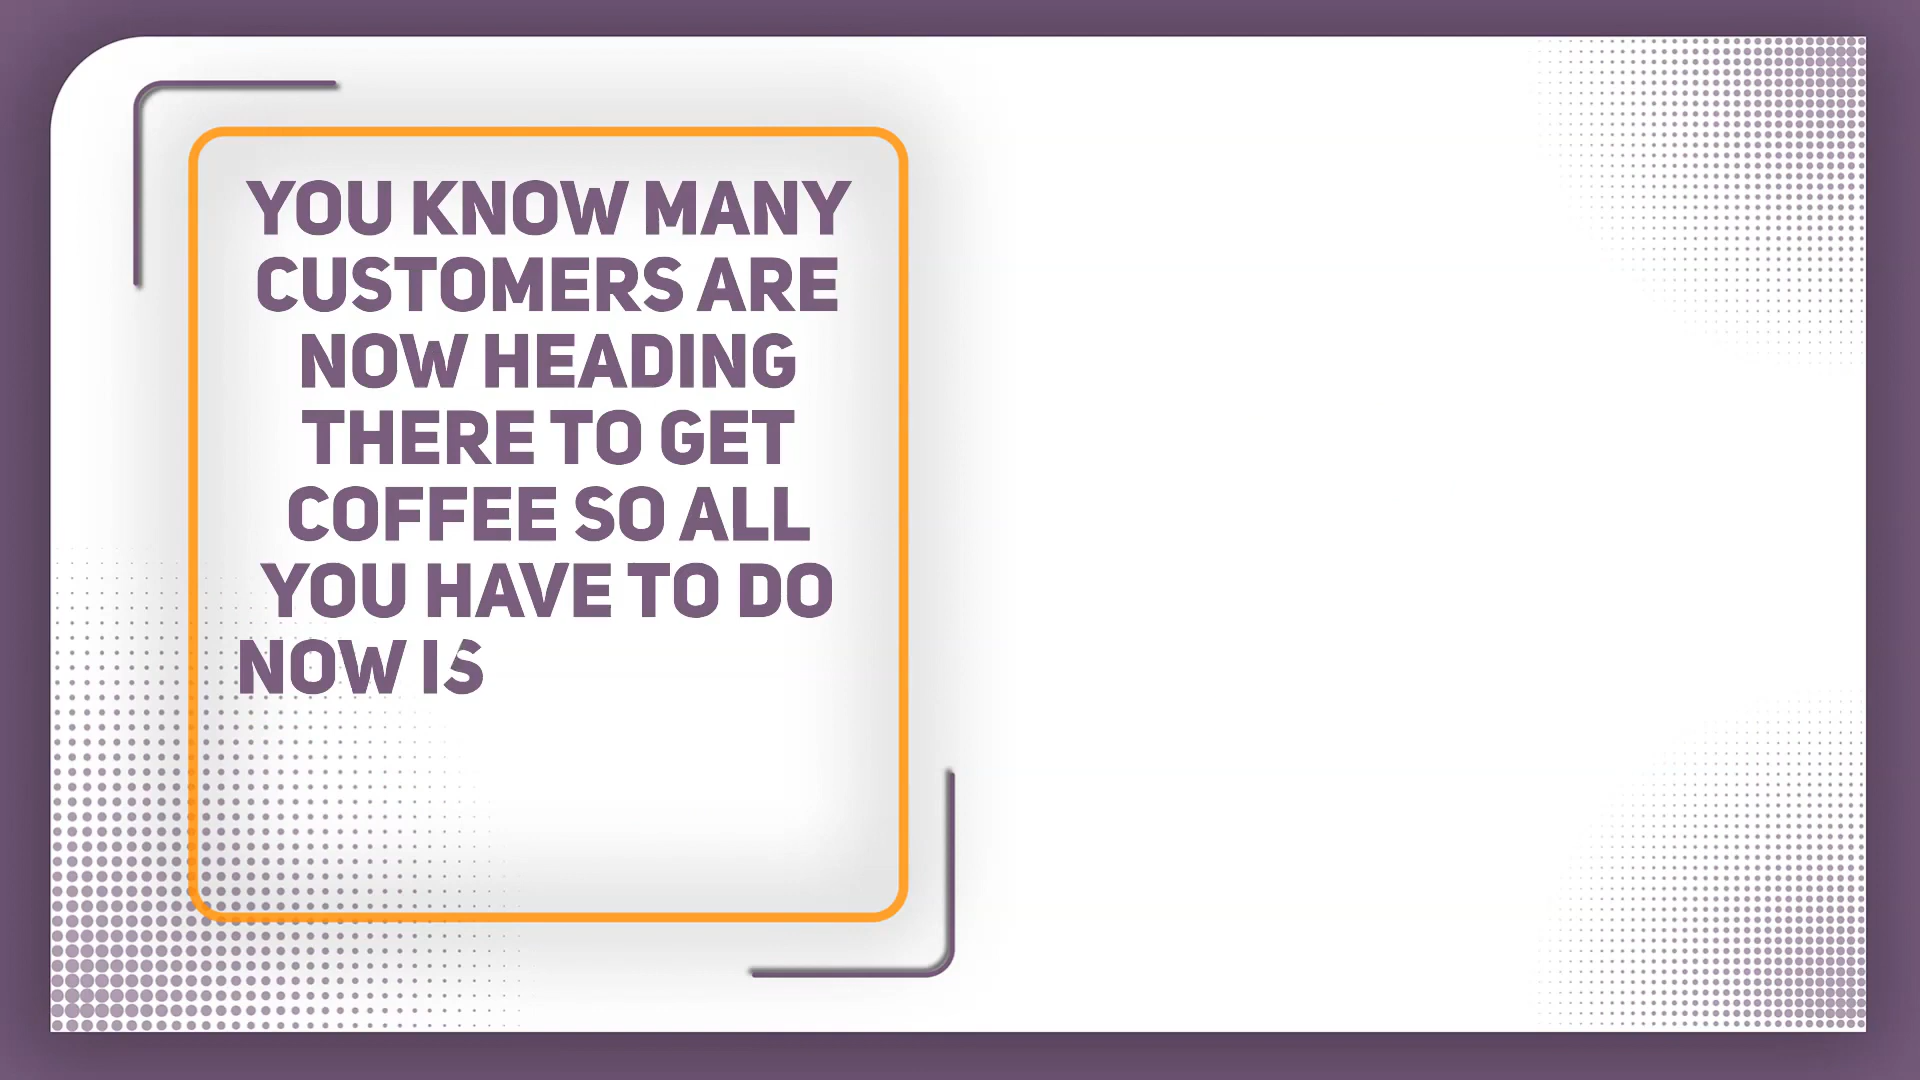 YOU KNOW MANY
CUSTOMERS ARE
NOW HEADING
THERE TO GET
COFFEE SO ALL
YOU HAVE TO DO
NOW IS